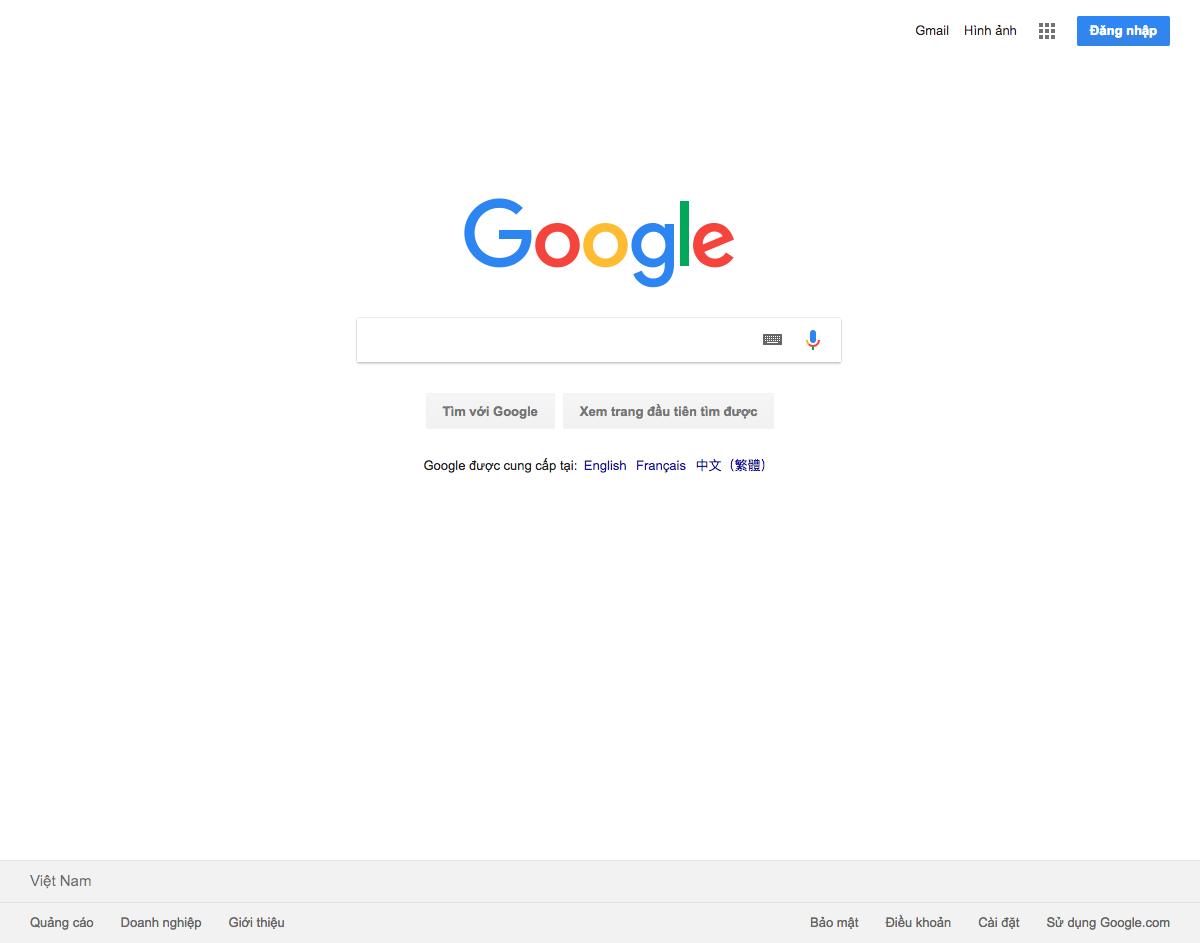 Gmail Hình ảnh Đăng nhập
Google
Tìm với Google Xem trang đầu tiên tìm được
Google được cung cấp tại: English Français 中文（繁體）
Việt Nam
Quảng cáo Doanh nghiệp Giới thiệu Bảo mật Điều khoản Cài đặt Sử dụng Google.com